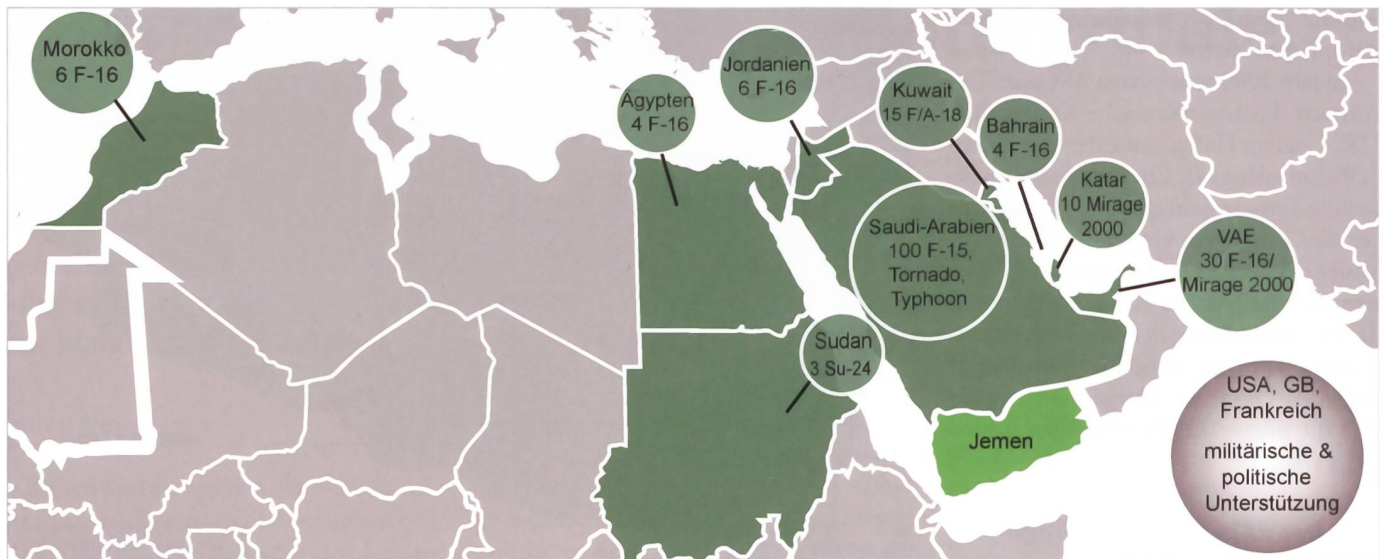 Morokko
6 F-16
Ägypten
4 F-16
Jordanien
6 F-16
Kuwait
15 F/A-18
Bahrain
4 F-16
Katar
10 Mirage
2000
Saudi-Arabien
100 F-15,
Tornado,
Typhoon
VAE
30 F-16/
Mirage 2000
Sudan
3 Su-24
Jemen
USA, GB,
Frankreich
militärische &
politische
Unterstützung